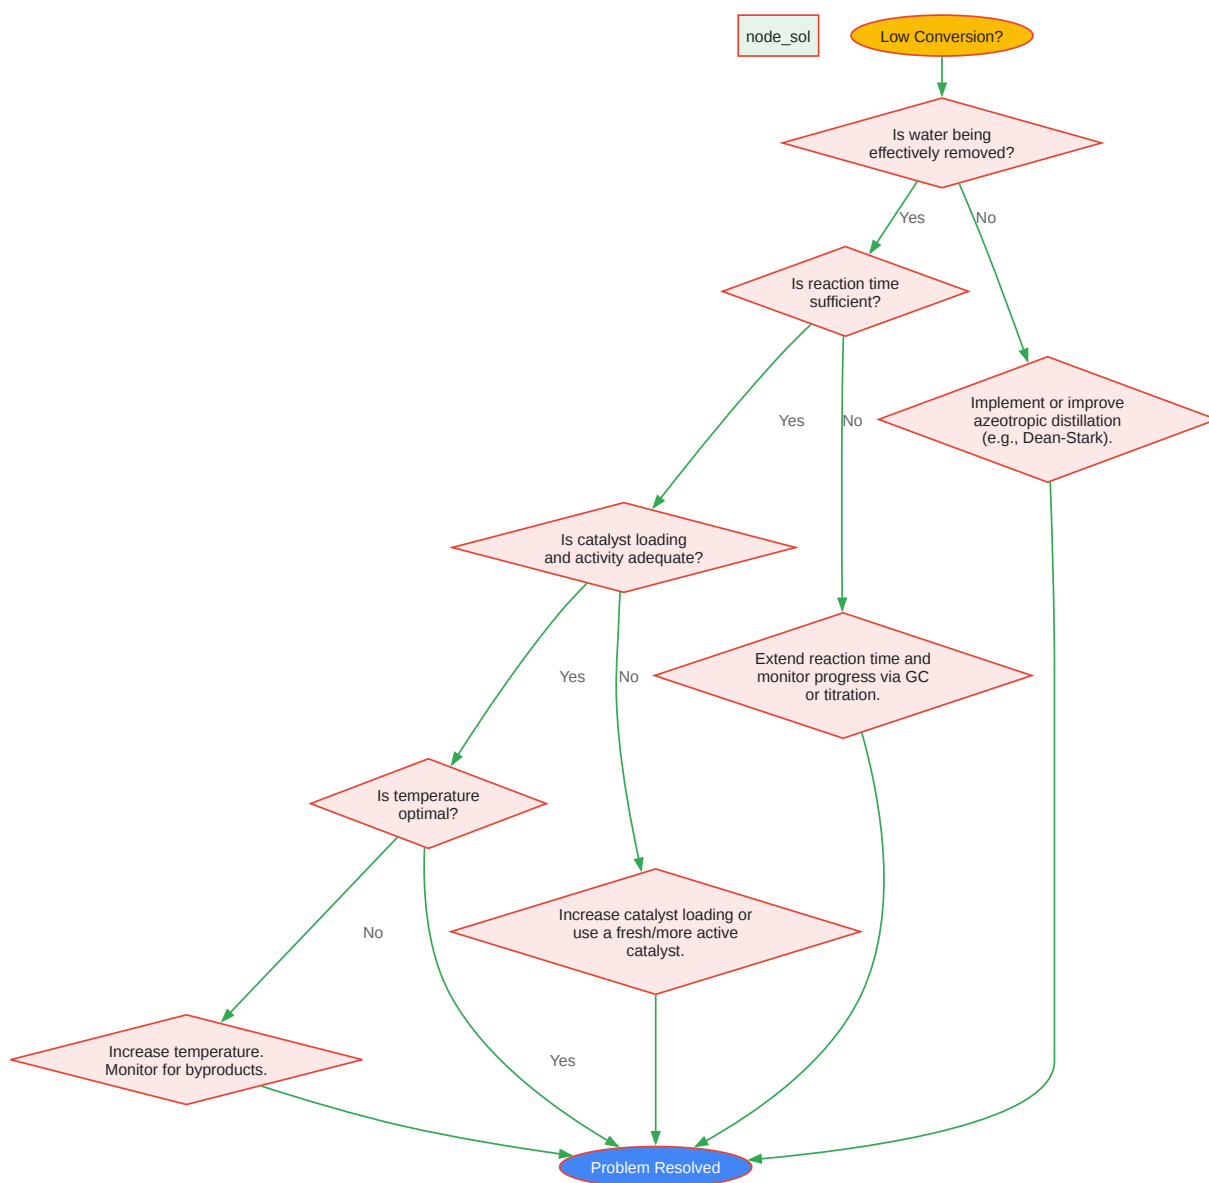 node_sol
Low Conversion?
Is water being
effectively removed?
Yes
No
Is reaction time
sufficient?
Implement or improve
azeotropic distillation
(e.g., Dean-Stark).
Yes
No
Is catalyst loading
and activity adequate?
Extend reaction time and
monitor progress via GC
or titration.
Yes
No
Is temperature
optimal?
Increase catalyst loading or
use a fresh/more active
catalyst.
No
Increase temperature.
Monitor for byproducts.
Yes
Problem Resolved